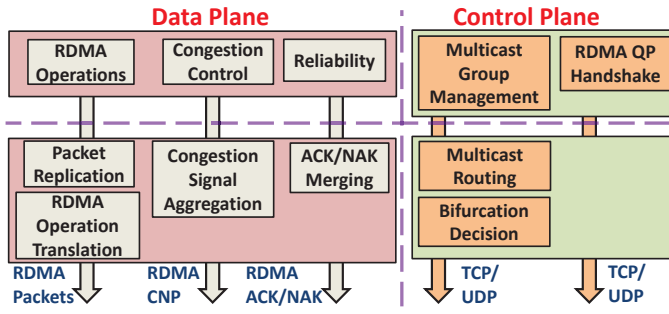 Data Plane
Control Plane
RDMA
Operations
Congestion
Control
Reliability
Multicast
Group
Management
RDMA QP
Handshake
Packet
Replication
RDMA
Operation
Translation
Congestion
Signal
Aggregation
ACK/NAK
Merging
Multicast
Routing
Bifurcation
Decision
RDMA
Packets
RDMA
CNP
RDMA
ACK/NAK
TCP/
UDP
TCP/
UDP